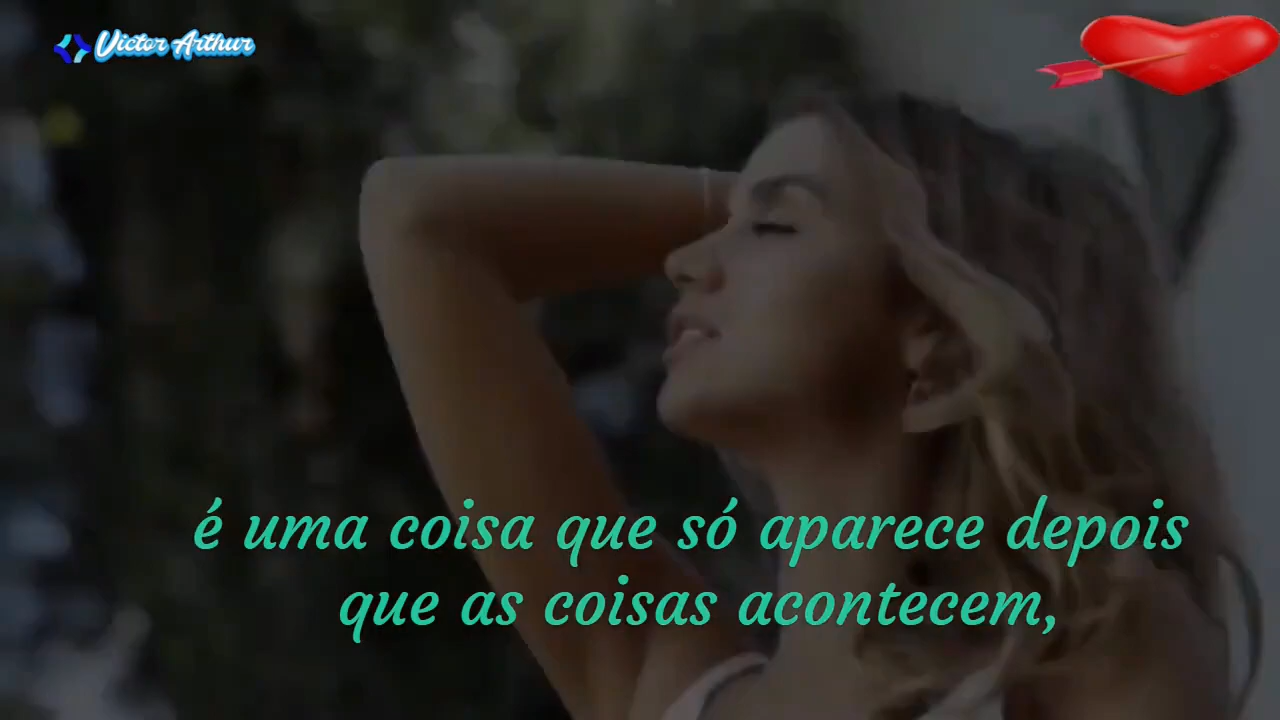 Victor Arthur
é uma coisa que só aparece depois
que as coisas acontecem,